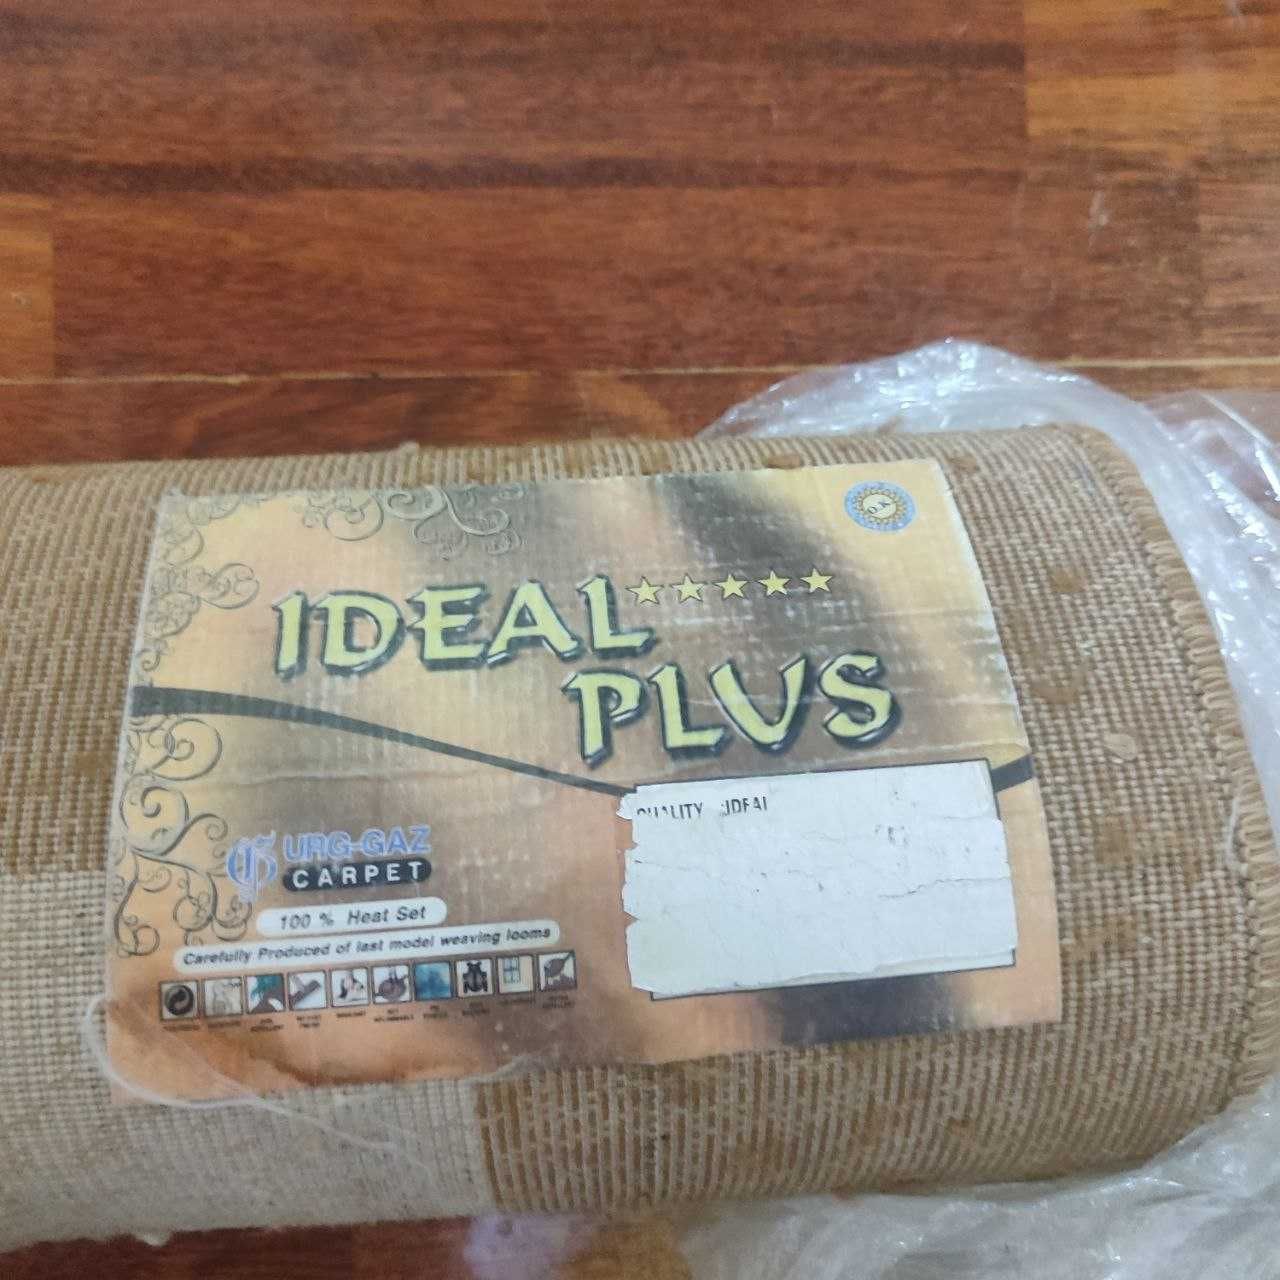 D.K
IDEAL
PLUS
QUALITY :IDEAL
URG-GAZ
CARPET
100 % Heat Set
Carefully Produced of last model weaving looms